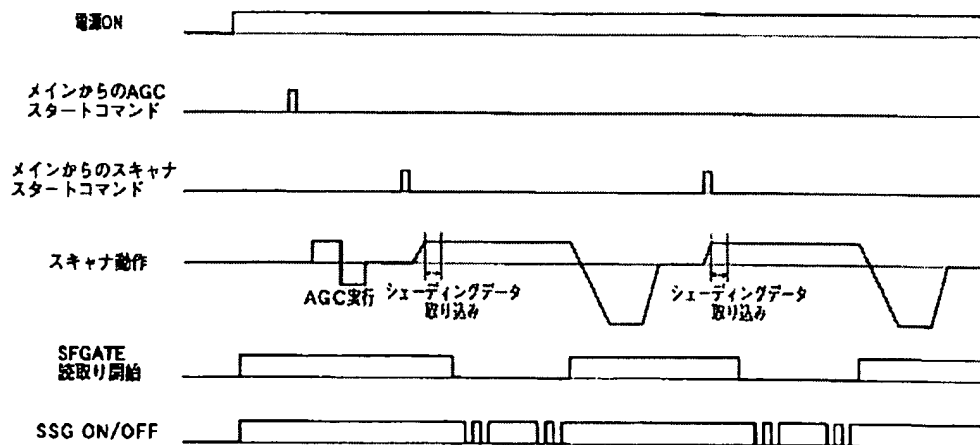 電源ON
メインからのAGC
スタートコマンド
メインからのスキャナ
スタートコマンド
スキャナ動作
AGC実行
シェーディングデータ
取り込み
シェーディングデータ
取り込み
SFGATE
読取り開始
SSG ON/OFF